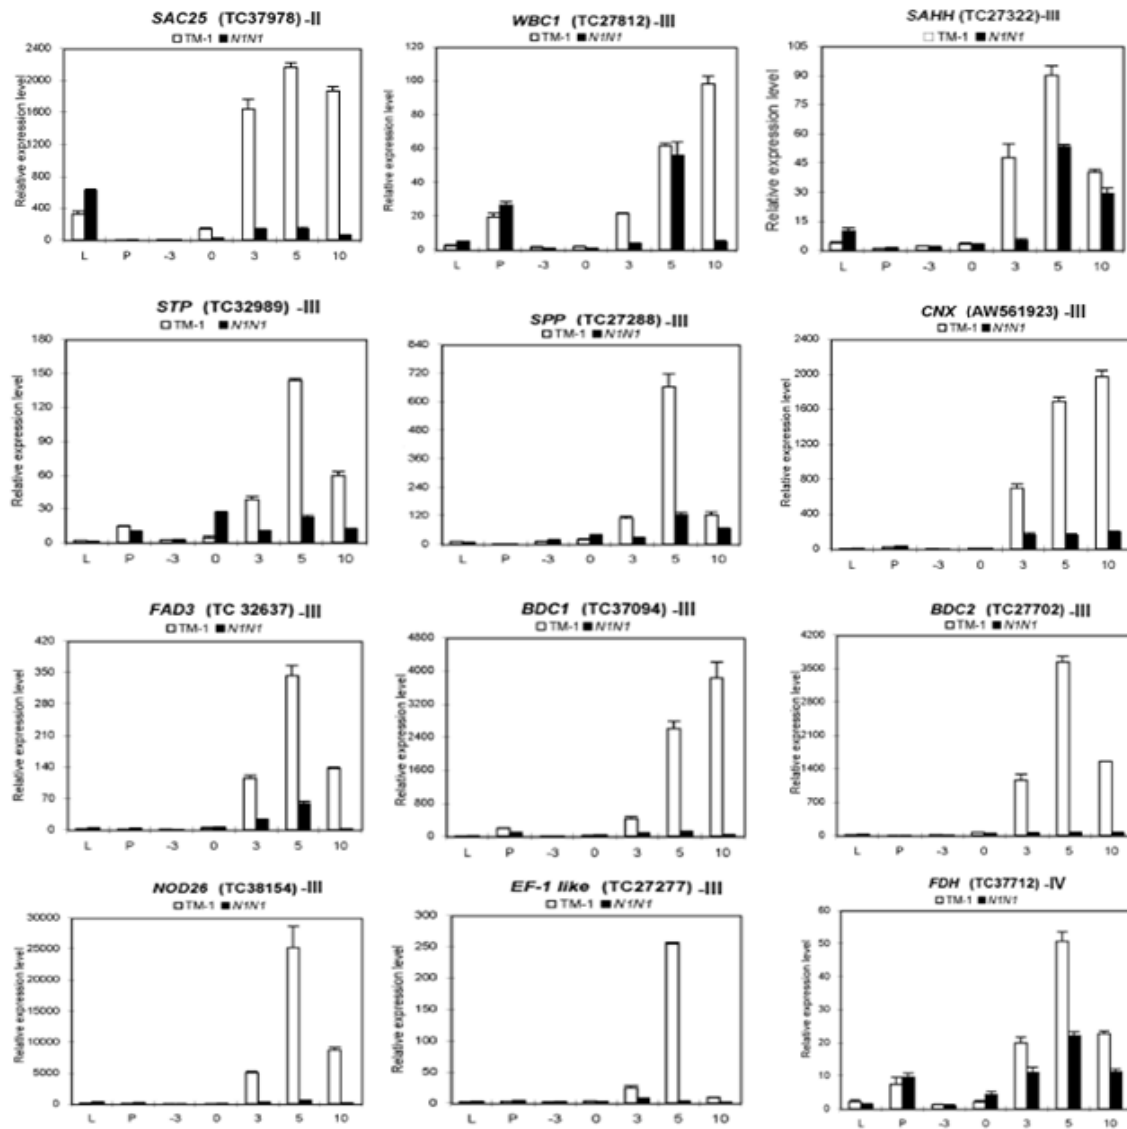 SAC25 (TC37978) -II
TM-1 N1N1
Relative expression level
2400
2000
1600
1200
800
400
0
L P -3 0 3 5 10
WBC1 (TC27812) -III
TM-1 N1N1
Relative expression level
120
100
80
60
40
20
0
L P -3 0 3 5 10
SAHH (TC27322)-III
TM-1 N1N1
Relative expression level
105
90
75
60
45
30
15
0
L P -3 0 3 5 10
STP (TC32989) -III
TM-1 N1N1
Relative expression level
180
150
120
90
60
30
0
L P -3 0 3 5 10
SPP (TC27288) -III
TM-1 N1N1
Relative expression level
840
720
600
480
360
240
120
0
L P -3 0 3 5 10
CNX (AW561923) -III
TM-1 N1N1
Relative expression level
2400
2000
1600
1200
800
400
0
L P -3 0 3 5 10
FAD3 (TC 32637) -III
TM-1 N1N1
Relative expression level
420
350
280
210
140
70
0
L P -3 0 3 5 10
BDC1 (TC37094) -III
TM-1 N1N1
Relative expression level
4800
4000
3200
2400
1600
800
0
L P -3 0 3 5 10
BDC2 (TC27702) -III
TM-1 N1N1
Relative expression level
4200
3500
2800
2100
1400
700
0
L P -3 0 3 5 10
NOD26 (TC38154) -III
TM-1 N1N1
Relative expression level
30000
25000
20000
15000
10000
5000
0
L P -3 0 3 5 10
EF-1 like (TC27277) -III
TM-1 N1N1
Relative expression level
300
250
200
150
100
50
0
L P -3 0 3 5 10
FDH (TC37712) -IV
TM-1 N1N1
Relative expression level
60
50
40
30
20
10
0
L P -3 0 3 5 10